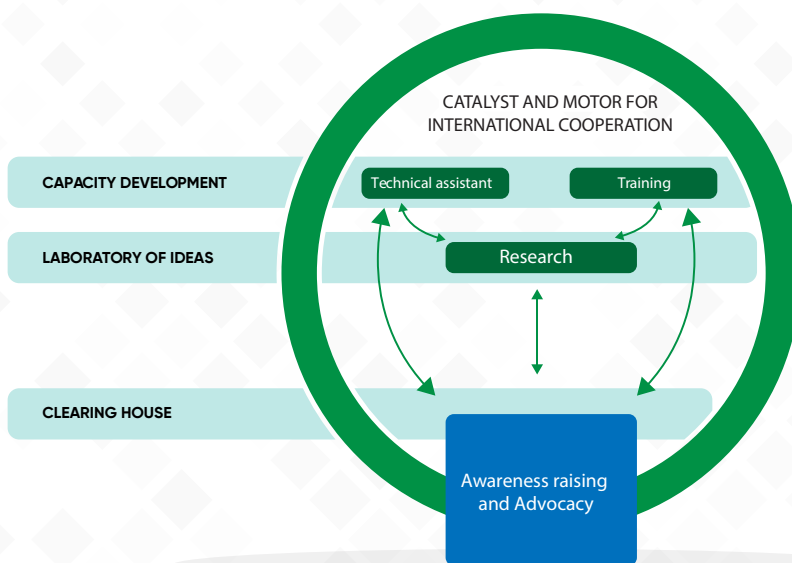 CATALYST AND MOTOR FOR
INTERNATIONAL COOPERATION
CAPACITY DEVELOPMENT
Technical assistant
Training
LABORATORY OF IDEAS
Research
CLEARING HOUSE
Awareness raising
and Advocacy